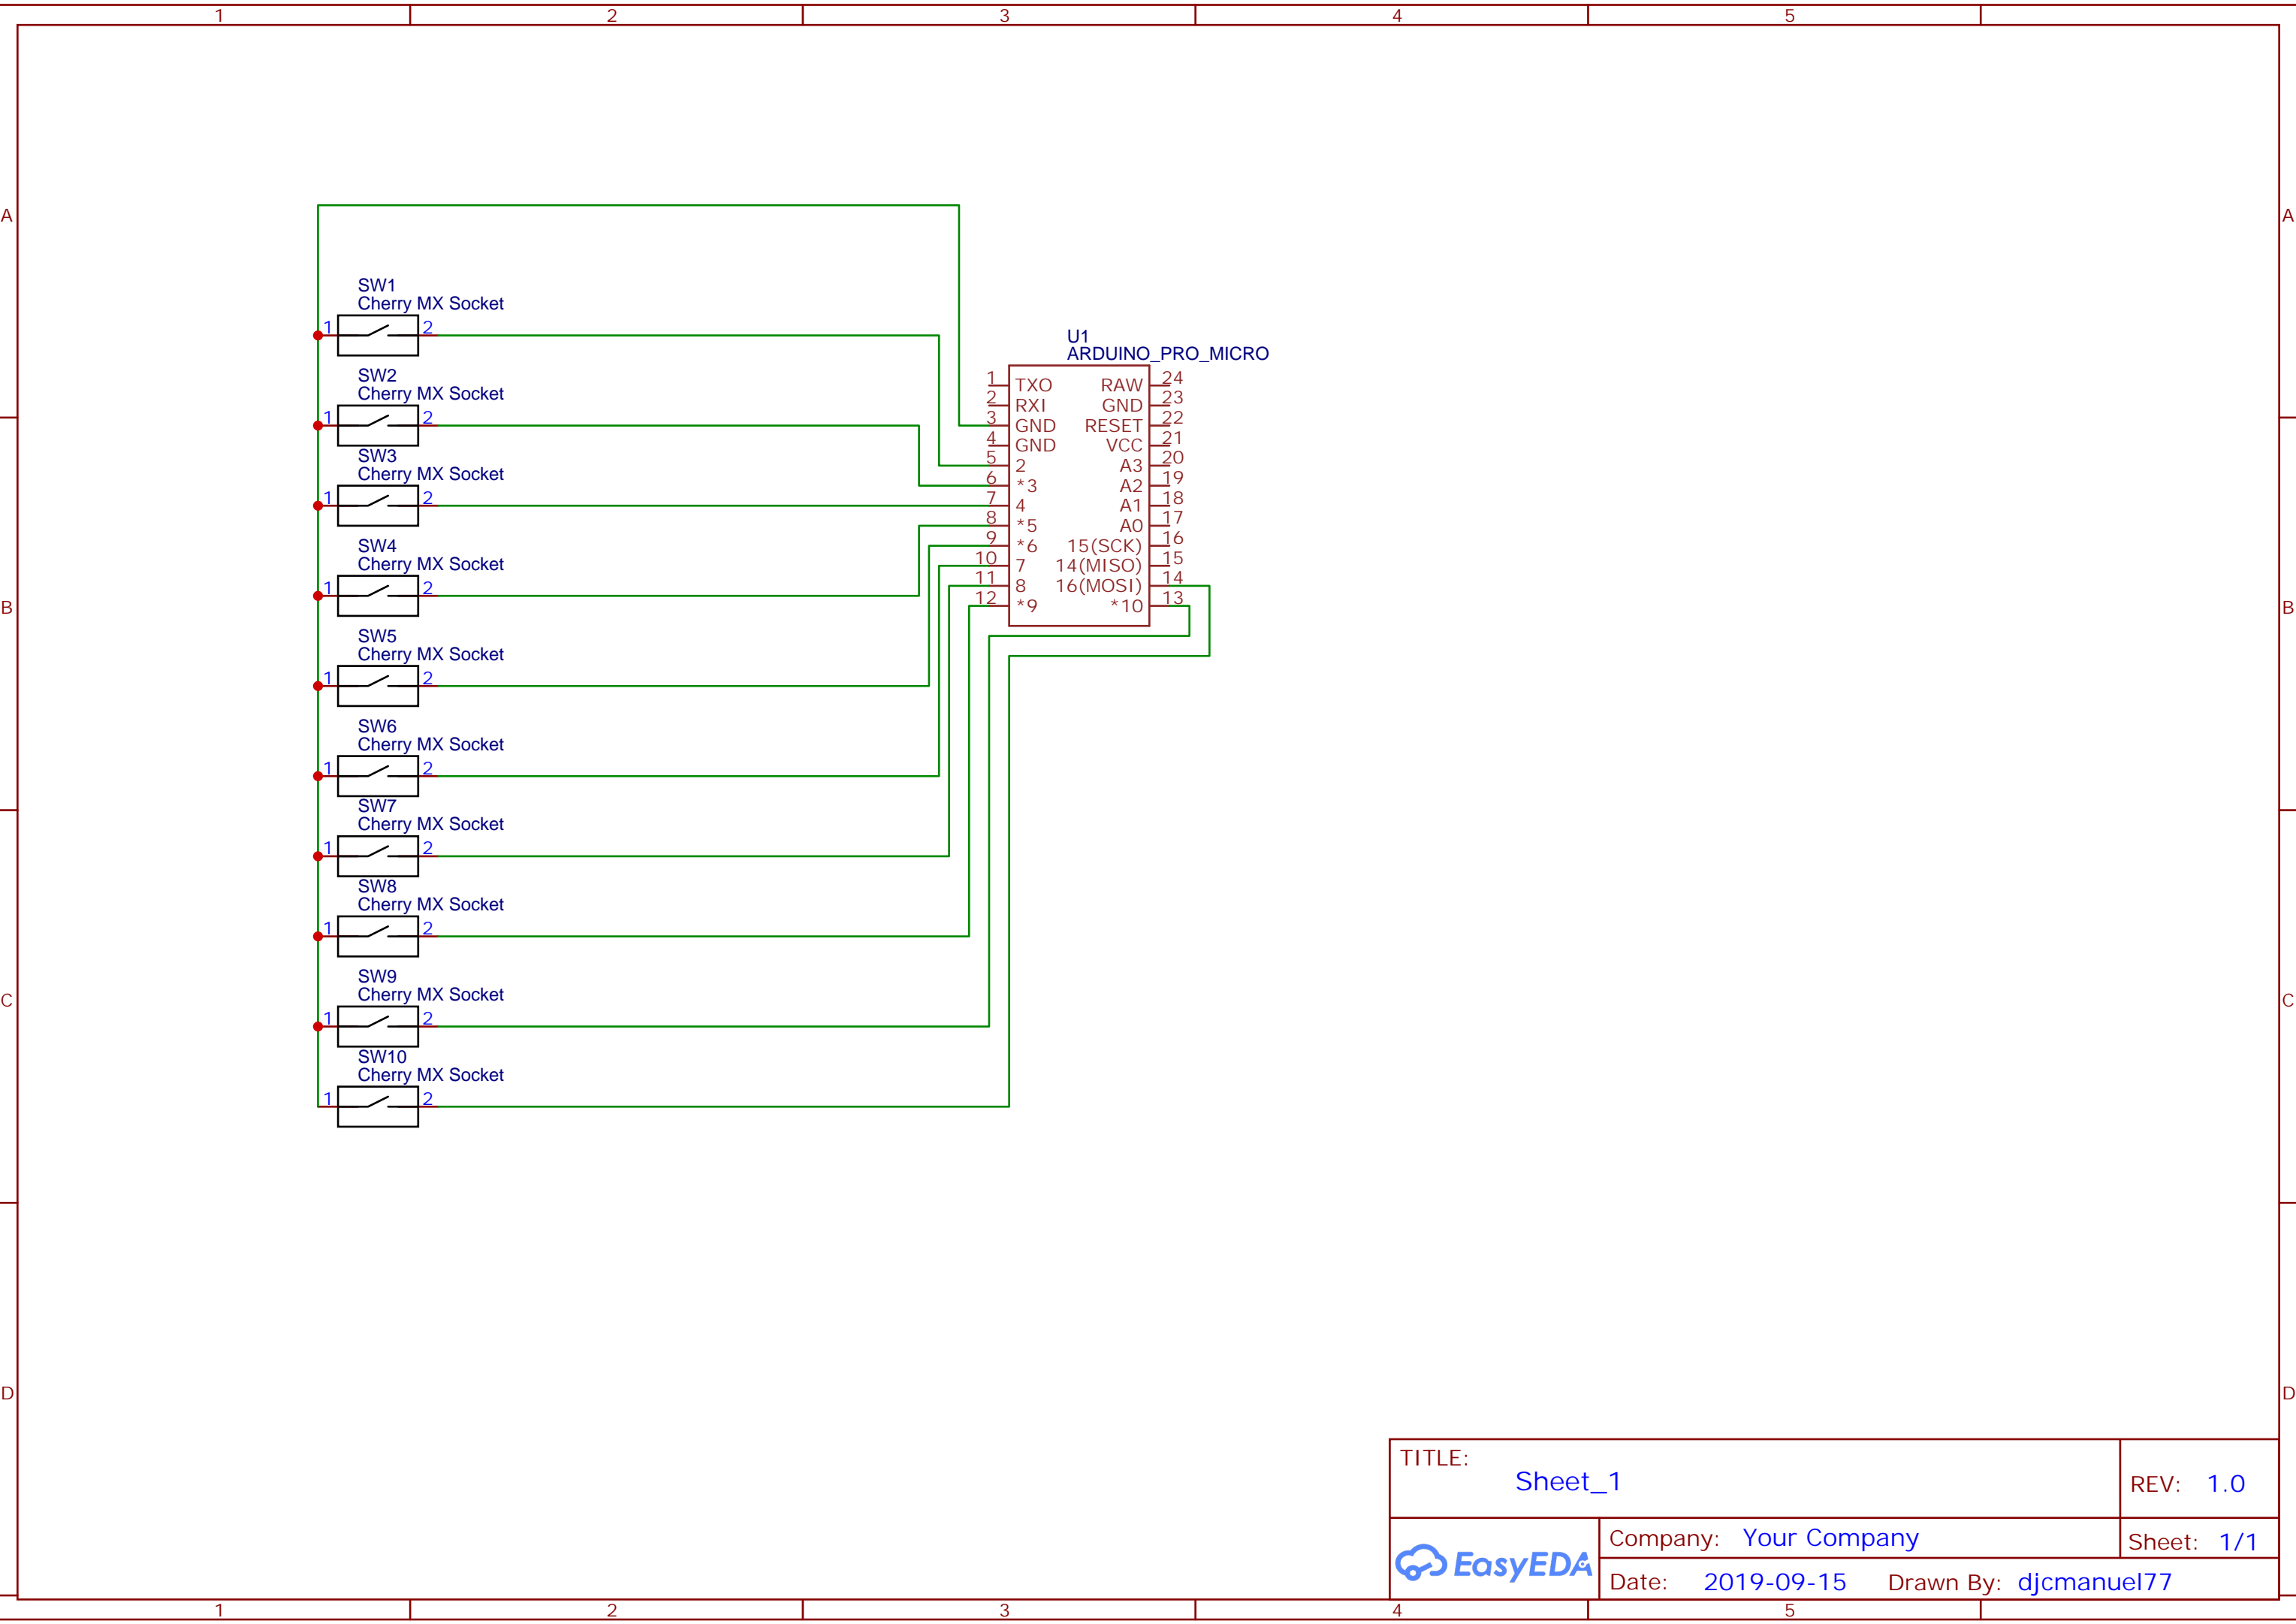 1 2 3 4 5
A A
SW1
Cherry MX Socket
1 2
U1
ARDUINO_PRO_MICRO
SW2
Cherry MX Socket
1 2
SW3
Cherry MX Socket
1 2
SW4
Cherry MX Socket
1 2
SW5
Cherry MX Socket
1 2
SW6
Cherry MX Socket
1 2
SW7
Cherry MX Socket
1 2
SW8
Cherry MX Socket
1 2
SW9
Cherry MX Socket
1 2
SW10
Cherry MX Socket
1 2
1 TXO RAW 24
2 RXI GND 23
3 GND RESET 22
4 GND VCC 21
5 2 A3 20
6 *3 A2 19
7 4 A1 18
8 *5 A0 17
9 *6 15(SCK) 16
10 7 14(MISO) 15
11 8 16(MOSI) 14
12 *9 *10 13
B B
C C
D D
TITLE:
Sheet_1
REV: 1.0
EasyEDA
Company: Your Company
Sheet: 1/1
Date: 2019-09-15 Drawn By: djcmanuel77
1 2 3 4 5